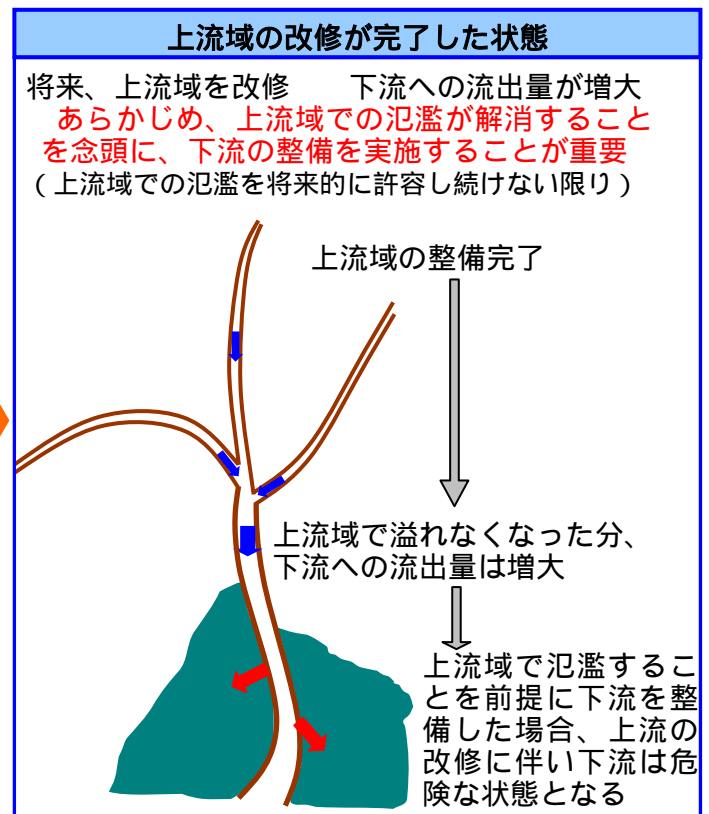 上流域の改修が完了した状態
将来、上流域を改修　　下流への流出量が増大
あらかじめ、上流域での氾濫が解消すること
を念頭に、下流の整備を実施することが重要
（上流域での氾濫を将来的に許容し続けない限り）
上流域の整備完了
上流域で溢れなくなった分、
下流への流出量は増大
上流域で氾濫するこ
とを前提に下流を整
備した場合、上流の
改修に伴い下流は危
険な状態となる